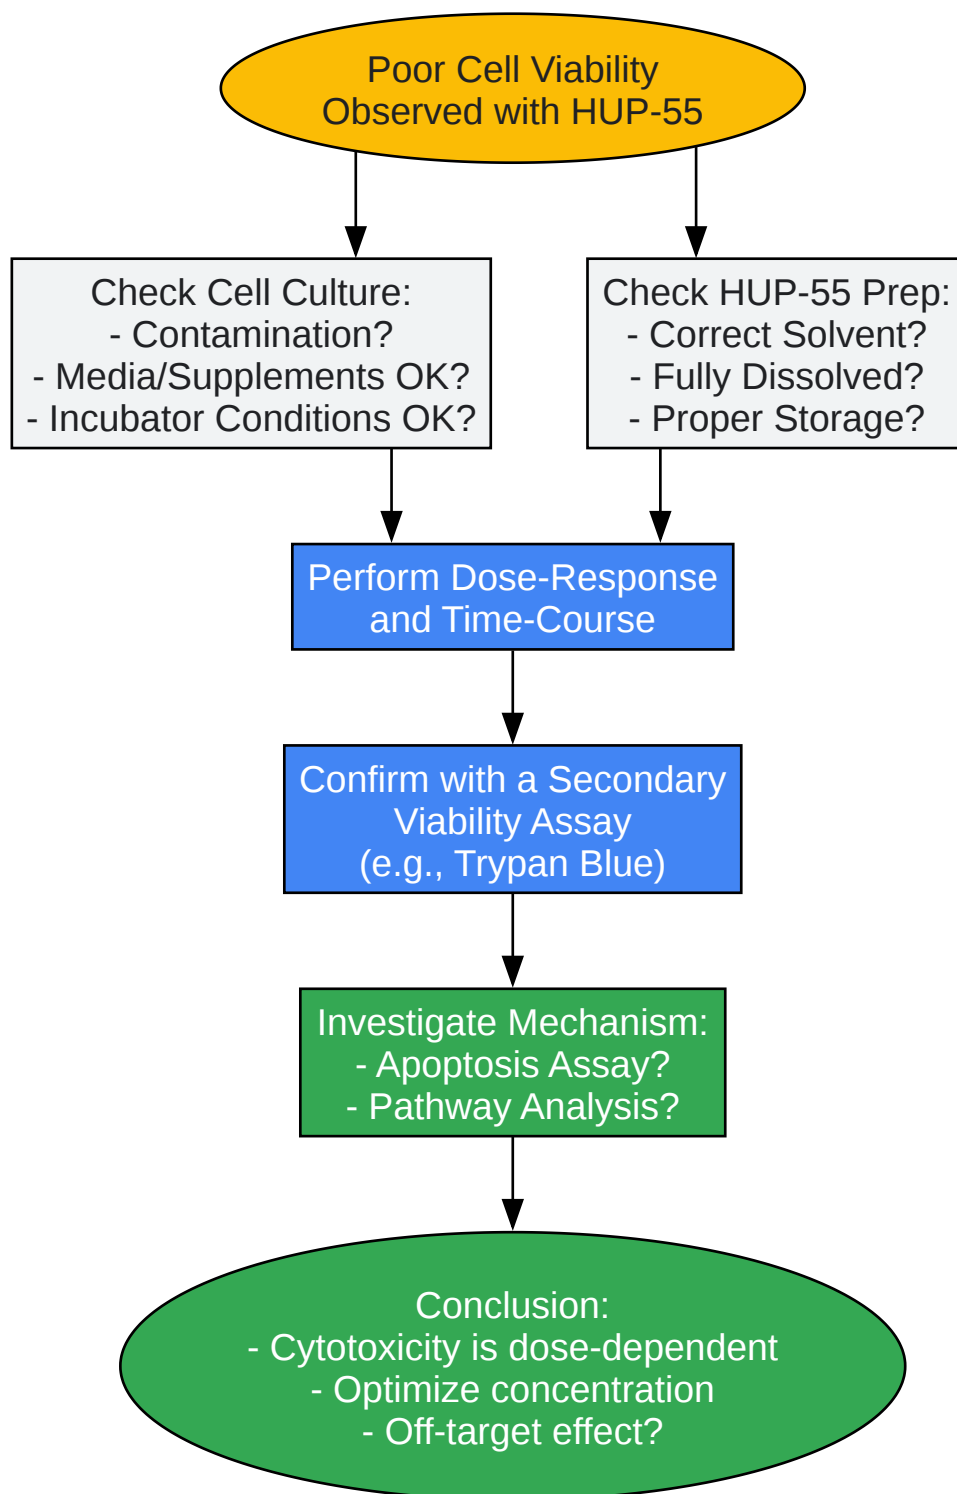 Poor Cell Viability
Observed with HUP-55
Check Cell Culture:
- Contamination?
- Media/Supplements OK?
- Incubator Conditions OK?
Check HUP-55 Prep:
- Correct Solvent?
- Fully Dissolved?
- Proper Storage?
Perform Dose-Response
and Time-Course
Confirm with a Secondary
Viability Assay
(e.g., Trypan Blue)
Investigate Mechanism:
- Apoptosis Assay?
- Pathway Analysis?
Conclusion:
- Cytotoxicity is dose-dependent
- Optimize concentration
- Off-target effect?